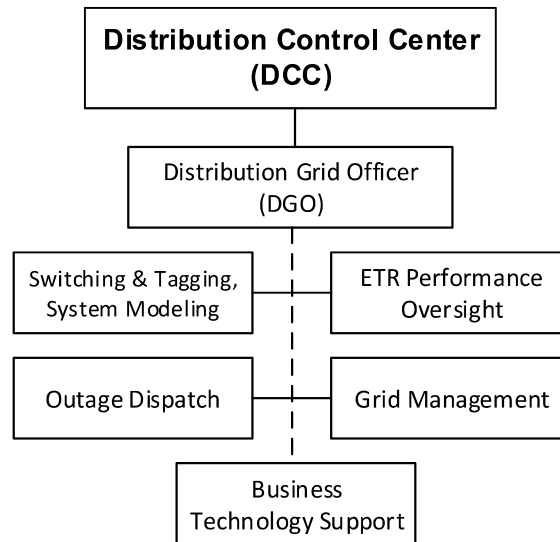 Distribution Control Center
(DCC)
Distribution Grid Officer
(DGO)
Switching & Tagging,
System Modeling
ETR Performance
Oversight
Outage Dispatch
Grid Management
Business
Technology Support